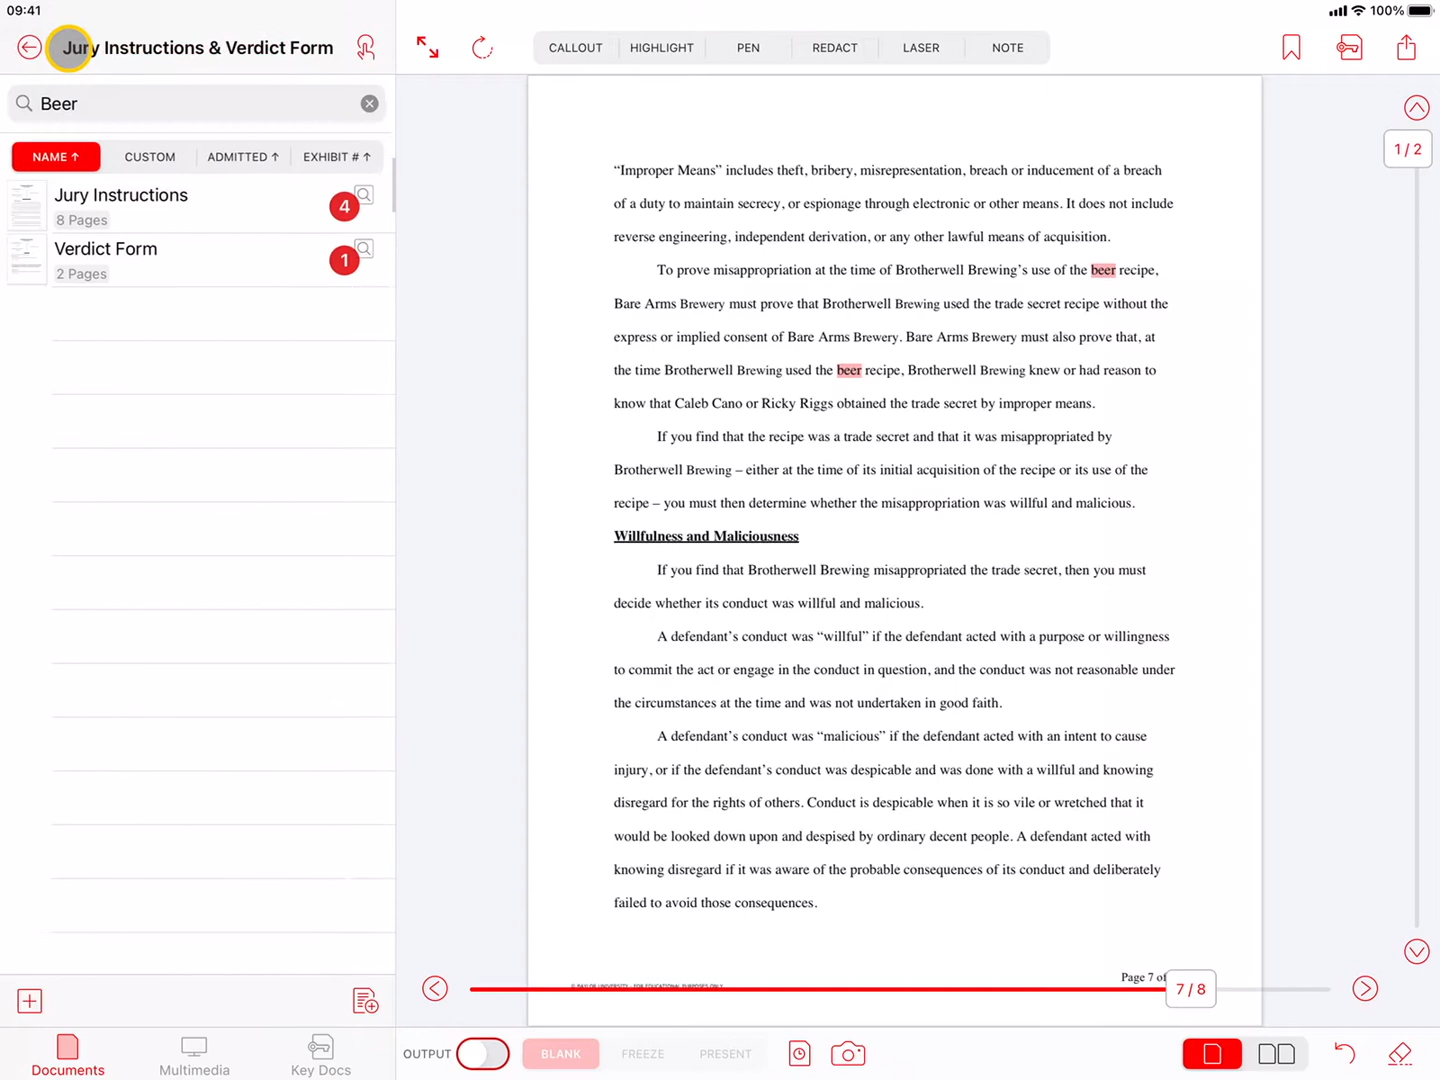 09:41
100%
Jury Instructions & Verdict Form
CALLOUT HIGHLIGHT PEN REDACT LASER NOTE
Beer
NAME ↑ CUSTOM ADMITTED ↑ EXHIBIT # ↑
Jury Instructions
8 Pages
4
Verdict Form
2 Pages
1
1 / 2
“Improper Means” includes theft, bribery, misrepresentation, breach or inducement of a breach
of a duty to maintain secrecy, or espionage through electronic or other means. It does not include
reverse engineering, independent derivation, or any other lawful means of acquisition.
To prove misappropriation at the time of Brotherwell Brewing’s use of the beer recipe,
Bare Arms Brewery must prove that Brotherwell Brewing used the trade secret recipe without the
express or implied consent of Bare Arms Brewery. Bare Arms Brewery must also prove that, at
the time Brotherwell Brewing used the beer recipe, Brotherwell Brewing knew or had reason to
know that Caleb Cano or Ricky Riggs obtained the trade secret by improper means.
If you find that the recipe was a trade secret and that it was misappropriated by
Brotherwell Brewing – either at the time of its initial acquisition of the recipe or its use of the
recipe – you must then determine whether the misappropriation was willful and malicious.
Willfulness and Maliciousness
If you find that Brotherwell Brewing misappropriated the trade secret, then you must
decide whether its conduct was willful and malicious.
A defendant’s conduct was “willful” if the defendant acted with a purpose or willingness
to commit the act or engage in the conduct in question, and the conduct was not reasonable under
the circumstances at the time and was not undertaken in good faith.
A defendant’s conduct was “malicious” if the defendant acted with an intent to cause
injury, or if the defendant’s conduct was despicable and was done with a willful and knowing
disregard for the rights of others. Conduct is despicable when it is so vile or wretched that it
would be looked down upon and despised by ordinary decent people. A defendant acted with
knowing disregard if it was aware of the probable consequences of its conduct and deliberately
failed to avoid those consequences.
Page 7 of
7 / 8
Documents Multimedia Key Docs
OUTPUT BLANK FREEZE PRESENT